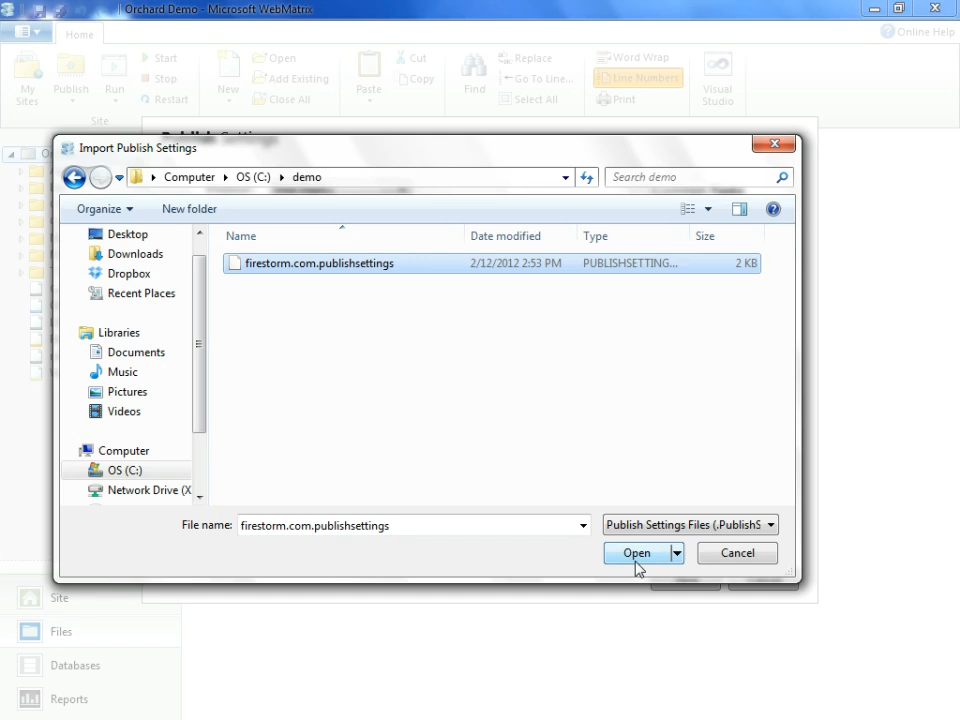 Orchard Demo - Microsoft WebMatrix
Home
Online Help
My Sites
Publish
Run
Start
Stop
Restart
Site
New
Open
Add Existing
Close All
Paste
Cut
Copy
Find
Replace
Go To Line...
Select All
Word Wrap
Line Numbers
Print
Visual Studio
Publish Settings
Import Publish Settings
Computer
OS (C:)
demo
Search demo
Organize
New folder
Name
Date modified
Type
Size
firestorm.com.publishsettings 2/12/2012 2:53 PM PUBLISHSETTING... 2 KB
Desktop
Downloads
Dropbox
Recent Places
Libraries
Documents
Music
Pictures
Videos
Computer
OS (C:)
Network Drive (X
File name: firestorm.com.publishsettings
Publish Settings Files (.PublishS
Open
Cancel
Site
Files
Databases
Reports